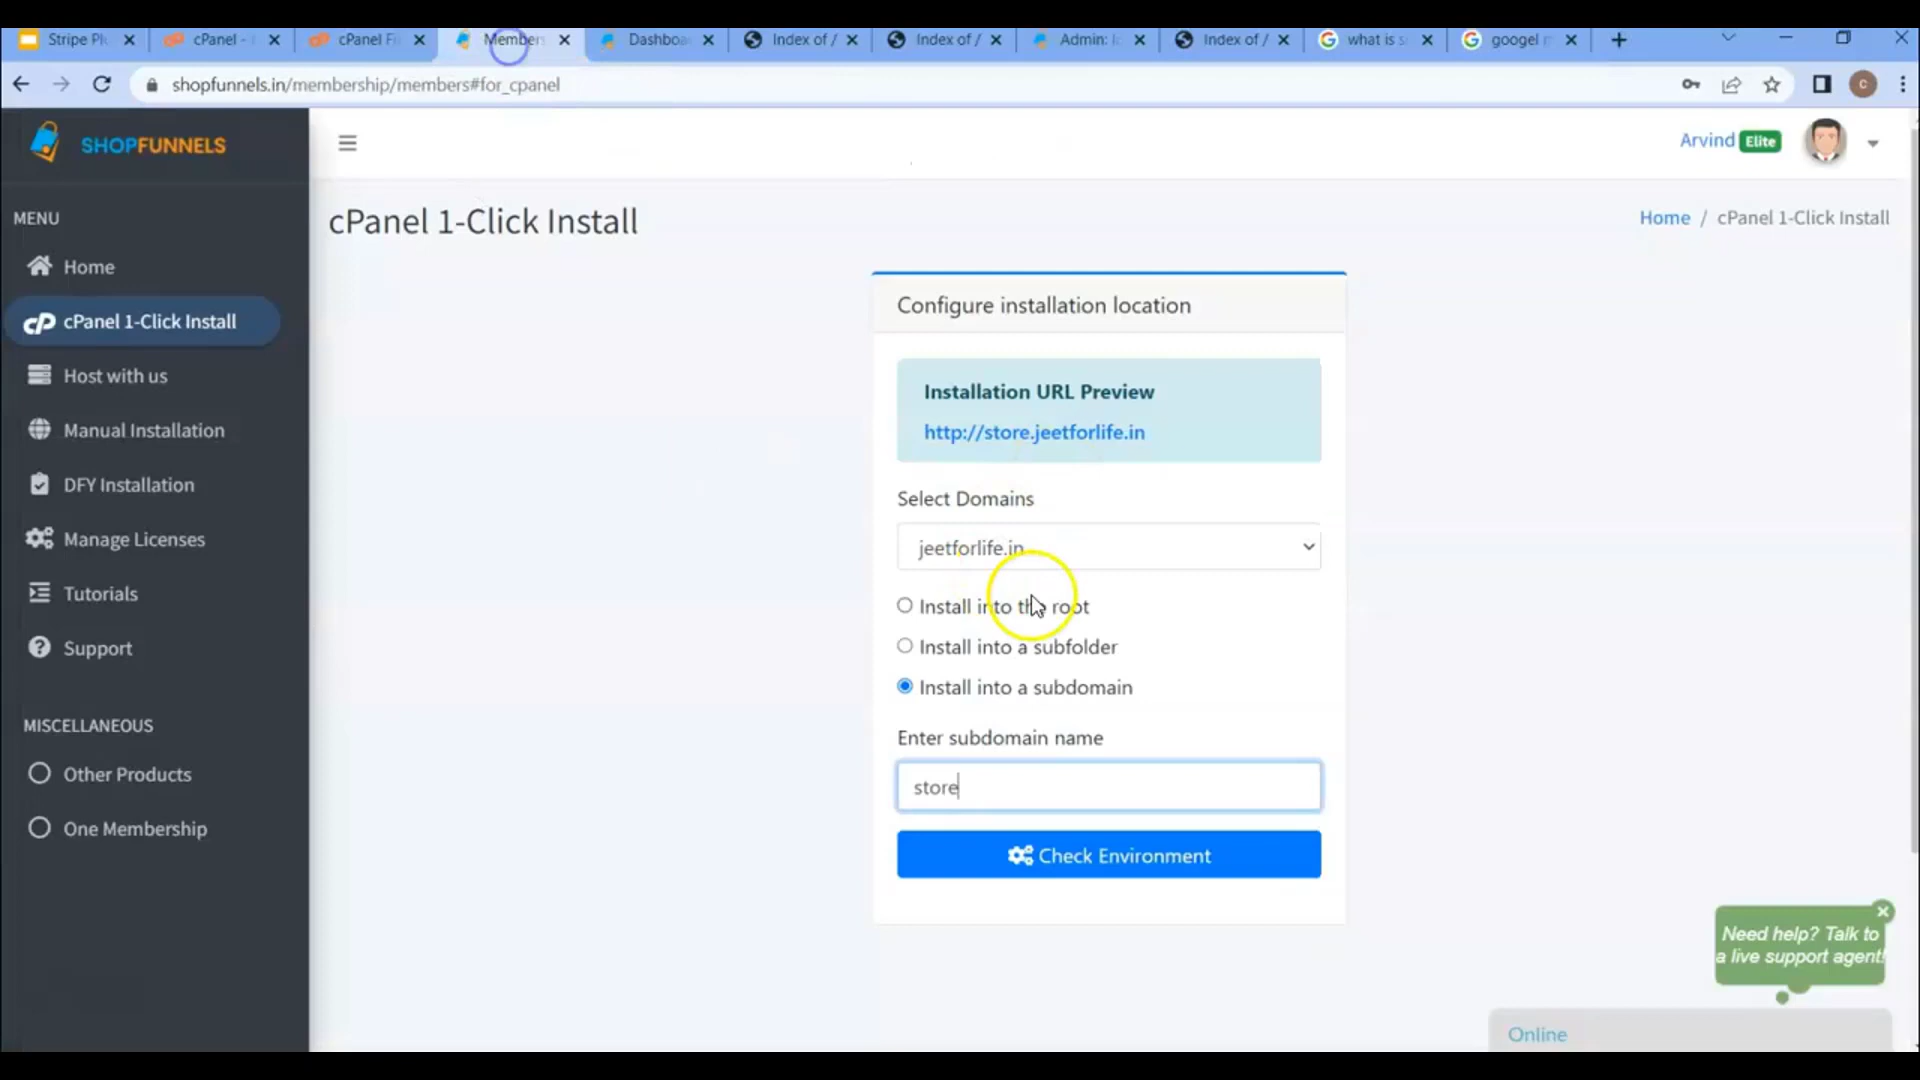 Stripe Pl
cPanel -
cPanel Fi
Members
Dashboa
Index of /
Index of /
Admin: l
Index of /
what is s
googel
shopfunnels.in/membership/members#for_cpanel
C
SHOPFUNNELS
Arvind Elite
MENU
cPanel 1-Click Install
Home / cPanel 1-Click Install
Home
cPanel 1-Click Install
Host with us
Manual Installation
DFY Installation
Manage Licenses
Tutorials
Support
MISCELLANEOUS
Other Products
One Membership
Configure installation location
Installation URL Preview
http://store.jeetforlife.in
Select Domains
jeetforlife.in
Install into the root
Install into a subfolder
Install into a subdomain
Enter subdomain name
store
Check Environment
Need help? Talk to
a live support agent!
Online